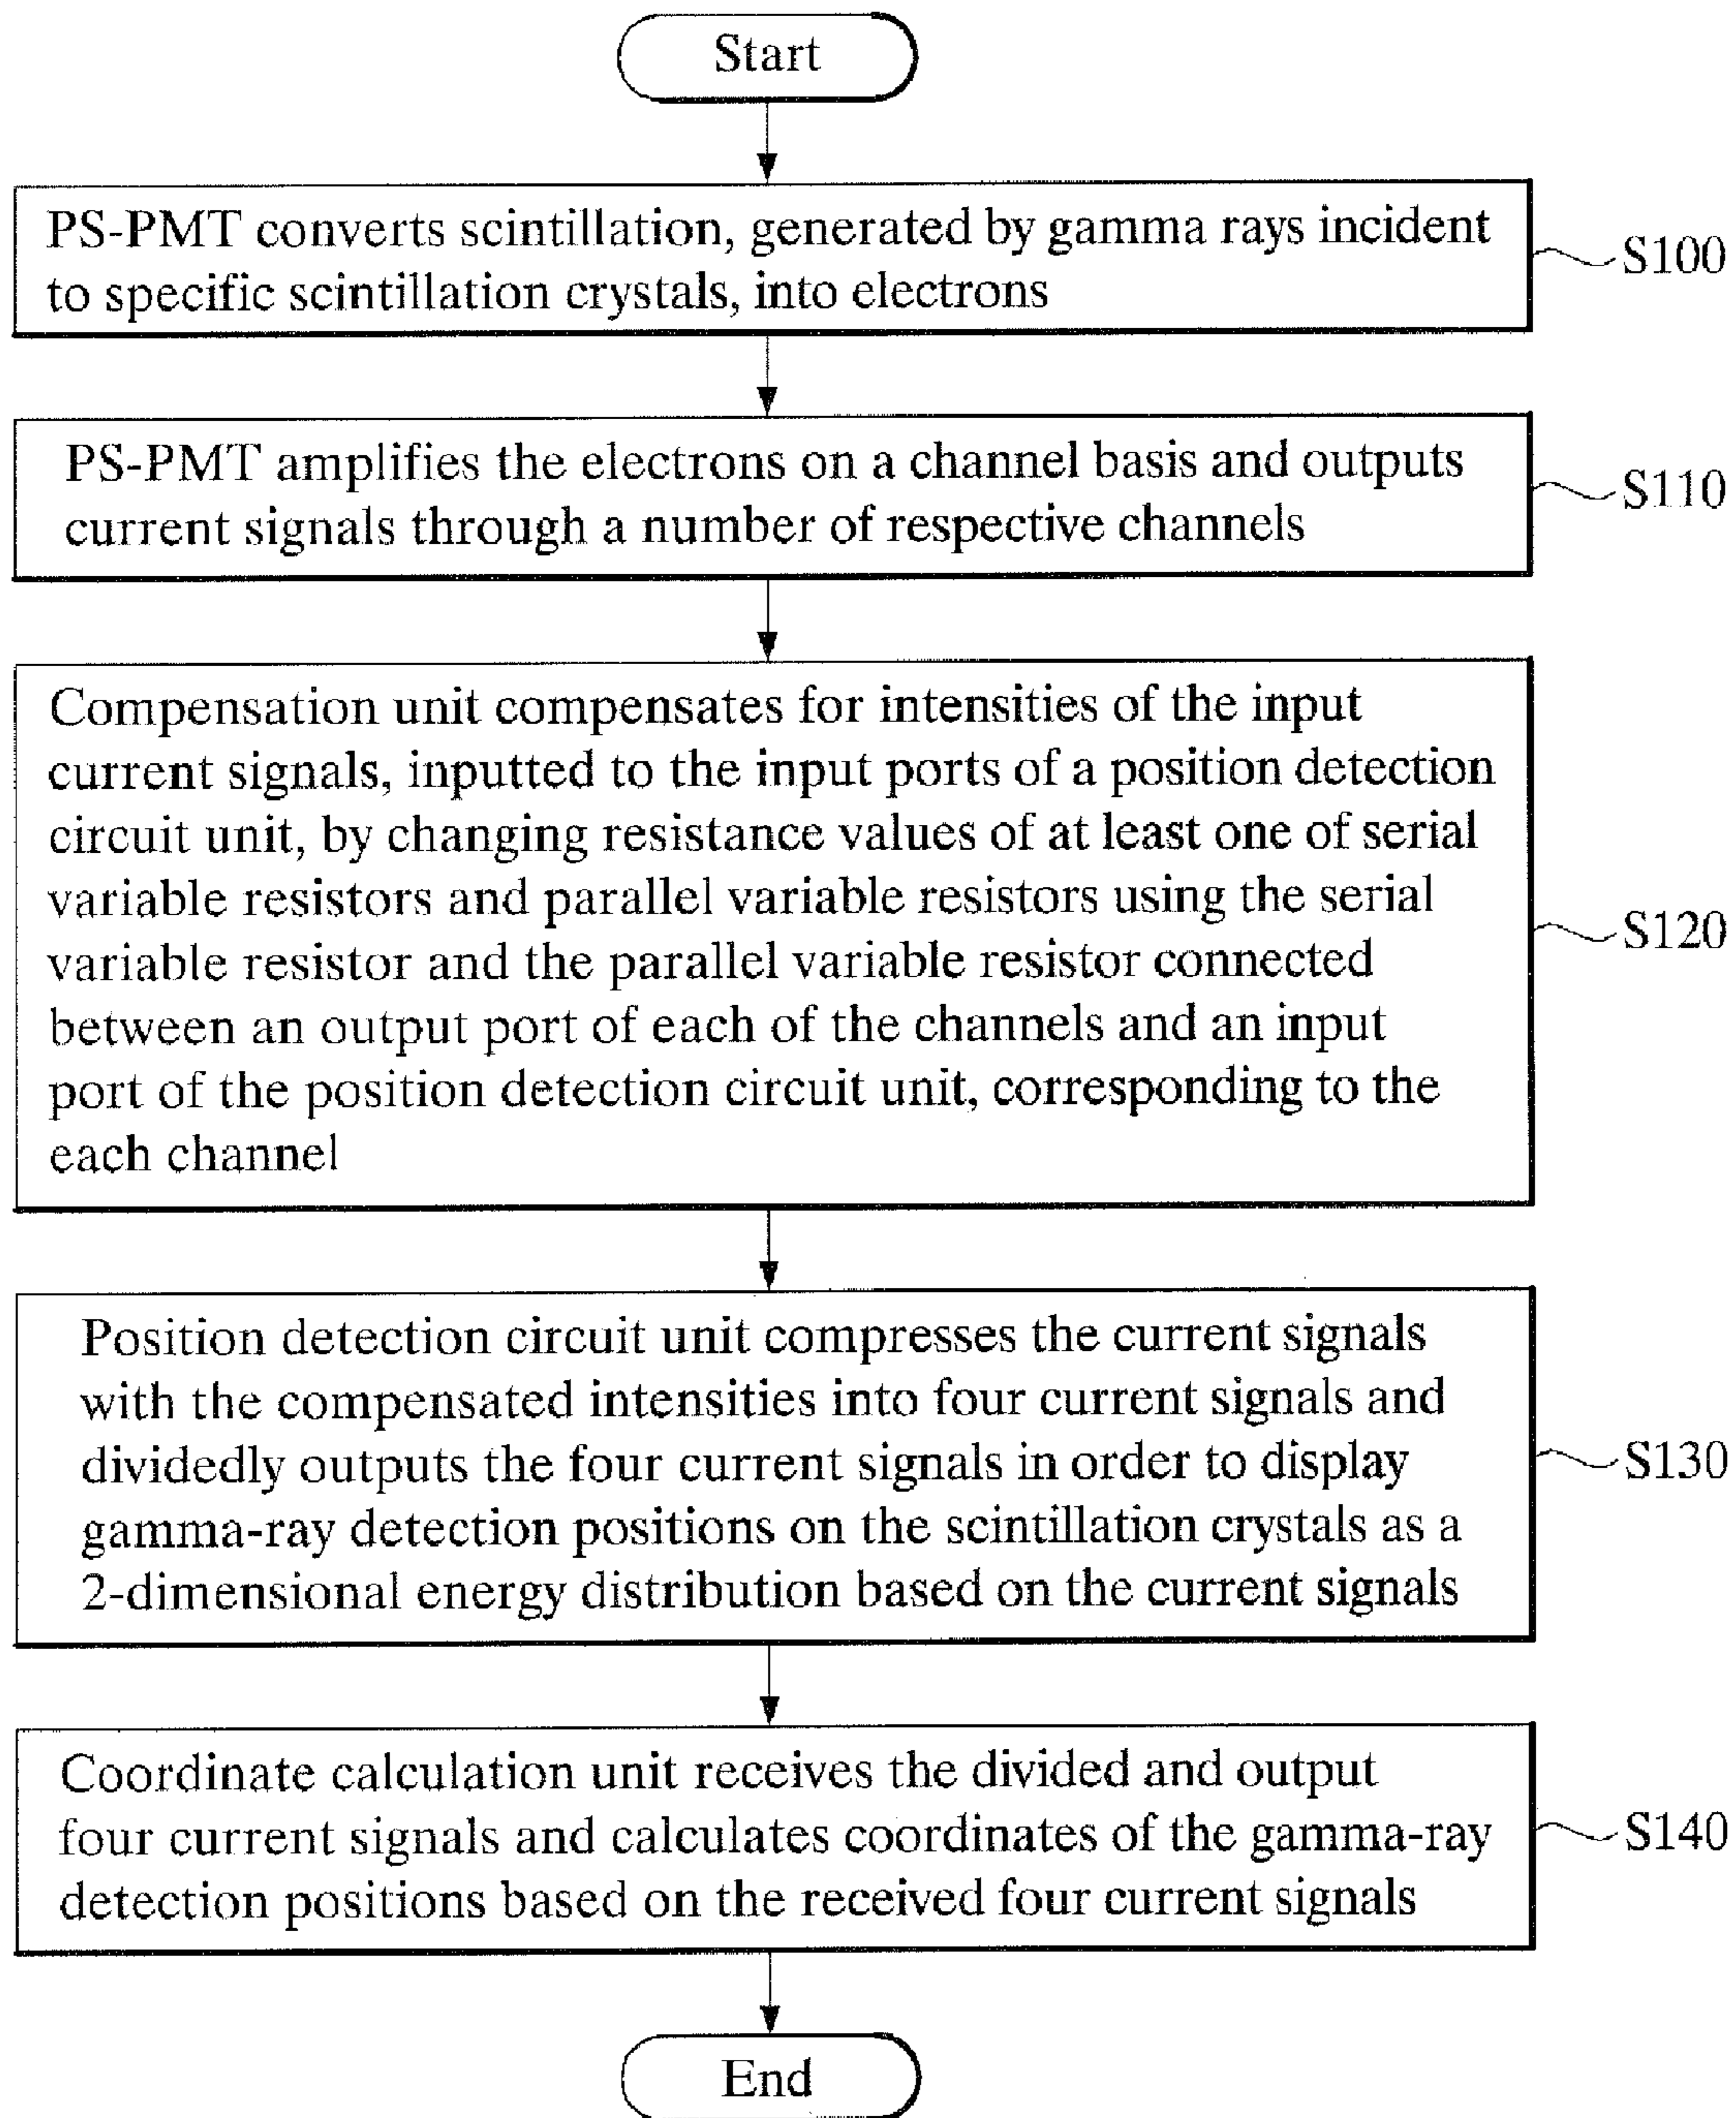 Start
PS-PMT converts scintillation, generated by gamma rays incident
to specific scintillation crystals, into electrons
S100
PS-PMT amplifies the electrons on a channel basis and outputs
current signals through a number of respective channels
S110
Compensation unit compensates for intensities of the input
current signals, inputted to the input ports of a position detection
circuit unit, by changing resistance values of at least one of serial
variable resistors and parallel variable resistors using the serial
variable resistor and the parallel variable resistor connected
between an output port of each of the channels and an input
port of the position detection circuit unit, corresponding to the
each channel
S120
Position detection circuit unit compresses the current signals
with the compensated intensities into four current signals and
dividedly outputs the four current signals in order to display
gamma-ray detection positions on the scintillation crystals as a
2-dimensional energy distribution based on the current signals
S130
Coordinate calculation unit receives the divided and output
four current signals and calculates coordinates of the gamma-ray
detection positions based on the received four current signals
S140
End